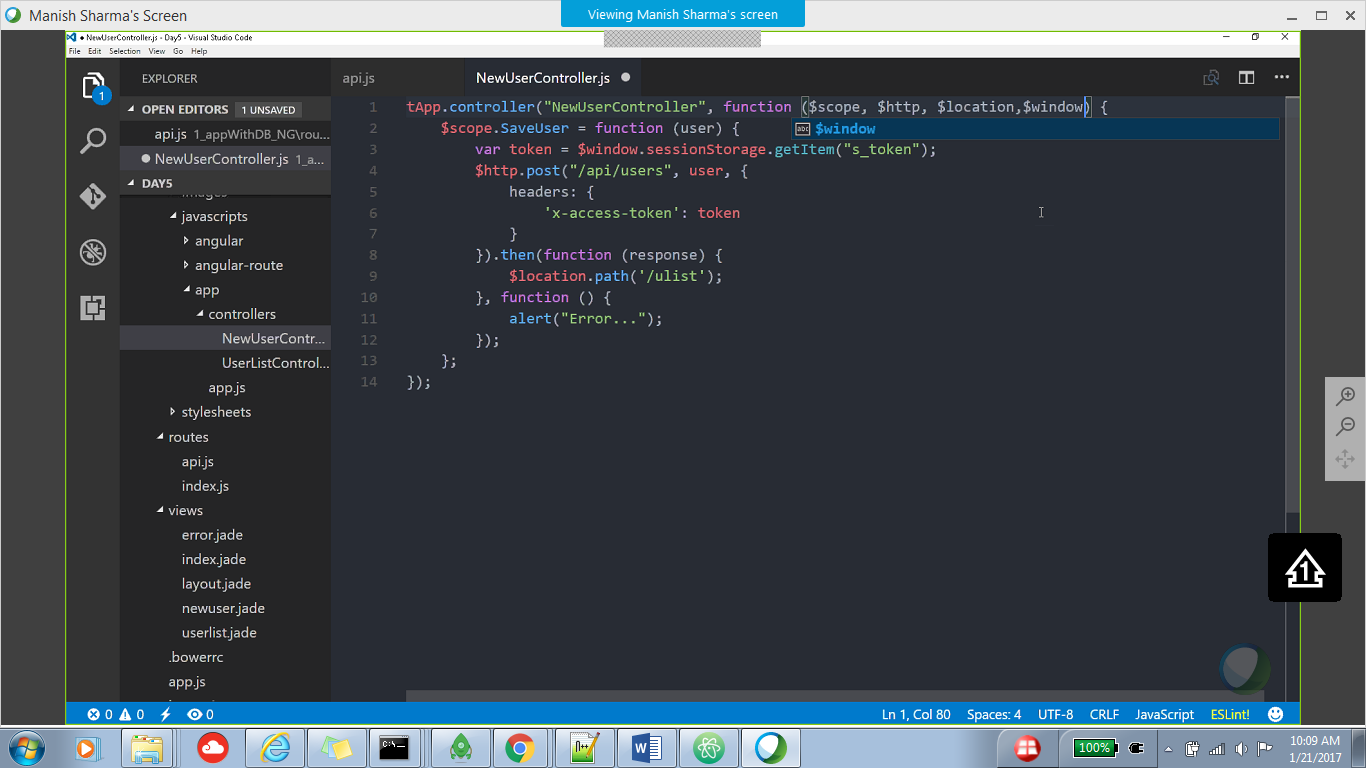 Manish Sharma's Screen
Viewing Manish Sharma's screen
● NewUserController.js - Day5 - Visual Studio Code
File Edit Selection View Go Help
EXPLORER
OPEN EDITORS 1 UNSAVED
api.js 1_appWithDB_NG\rou...
NewUserController.js 1_a...
DAY5
images
javascripts
angular
angular-route
app
controllers
NewUserContr...
UserListControl...
app.js
stylesheets
routes
api.js
index.js
views
error.jade
index.jade
layout.jade
newuser.jade
userlist.jade
.bowerrc
app.js
1
api.js
NewUserController.js
1 tApp.controller("NewUserController", function ($scope, $http, $location,$window) {
2 $scope.SaveUser = function (user) {
abc $window
3 var token = $window.sessionStorage.getItem("s_token");
4 $http.post("/api/users", user, {
5 headers: {
6 'x-access-token': token
7 }
8 }).then(function (response) {
9 $location.path('/ulist');
10 }, function () {
11 alert("Error...");
12 });
13 };
14 });
1
0 0 0
Ln 1, Col 80 Spaces: 4 UTF-8 CRLF JavaScript ESLint!
100%
10:09 AM
1/21/2017